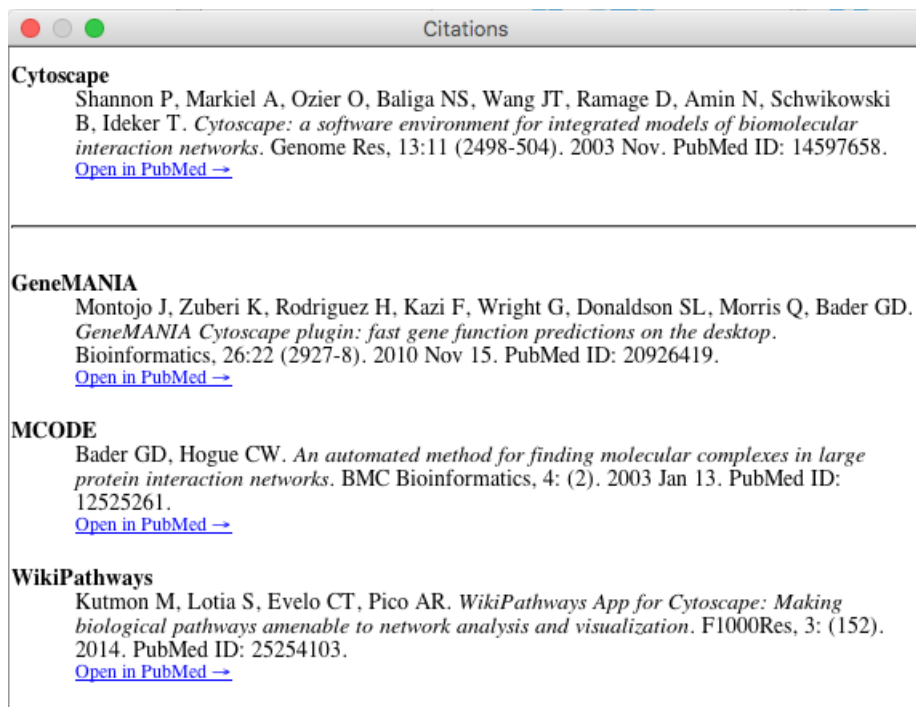 Citations
Cytoscape
Shannon P, Markiel A, Ozier O, Baliga NS, Wang JT, Ramage D, Amin N, Schwikowski
B, Ideker T. Cytoscape: a software environment for integrated models of biomolecular
interaction networks. Genome Res, 13:11 (2498-504). 2003 Nov. PubMed ID: 14597658.
Open in PubMed →
GeneMANIA
Montojo J, Zuberi K, Rodriguez H, Kazi F, Wright G, Donaldson SL, Morris Q, Bader GD.
GeneMANIA Cytoscape plugin: fast gene function predictions on the desktop.
Bioinformatics, 26:22 (2927-8). 2010 Nov 15. PubMed ID: 20926419.
Open in PubMed →
MCODE
Bader GD, Hogue CW. An automated method for finding molecular complexes in large
protein interaction networks. BMC Bioinformatics, 4: (2). 2003 Jan 13. PubMed ID:
12525261.
Open in PubMed →
WikiPathways
Kutmon M, Lotia S, Evelo CT, Pico AR. WikiPathways App for Cytoscape: Making
biological pathways amenable to network analysis and visualization. F1000Res, 3: (152).
2014. PubMed ID: 25254103.
Open in PubMed →